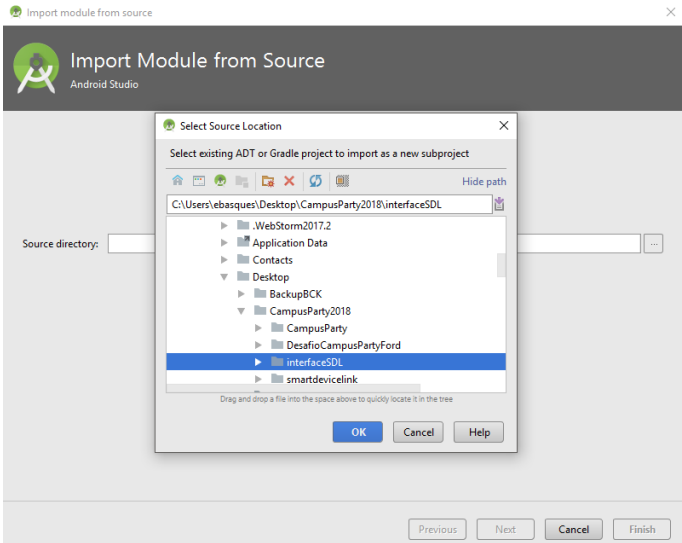 Import module from source
Import Module from Source
Android Studio
Select Source Location
Select existing ADT or Gradle project to import as a new subproject
Hide path
C:\Users\ebasques\Desktop\CampusParty2018\interfaceSDL
.WebStorm2017.2
Application Data
Source directory:
...
Contacts
Desktop
BackupBCK
CampusParty2018
CampusParty
DesafioCampusPartyFord
interfaceSDL
smartdevicelink
Drag and drop a file into the space above to quickly locate it in the tree
OK Cancel Help
Previous Next Cancel Finish